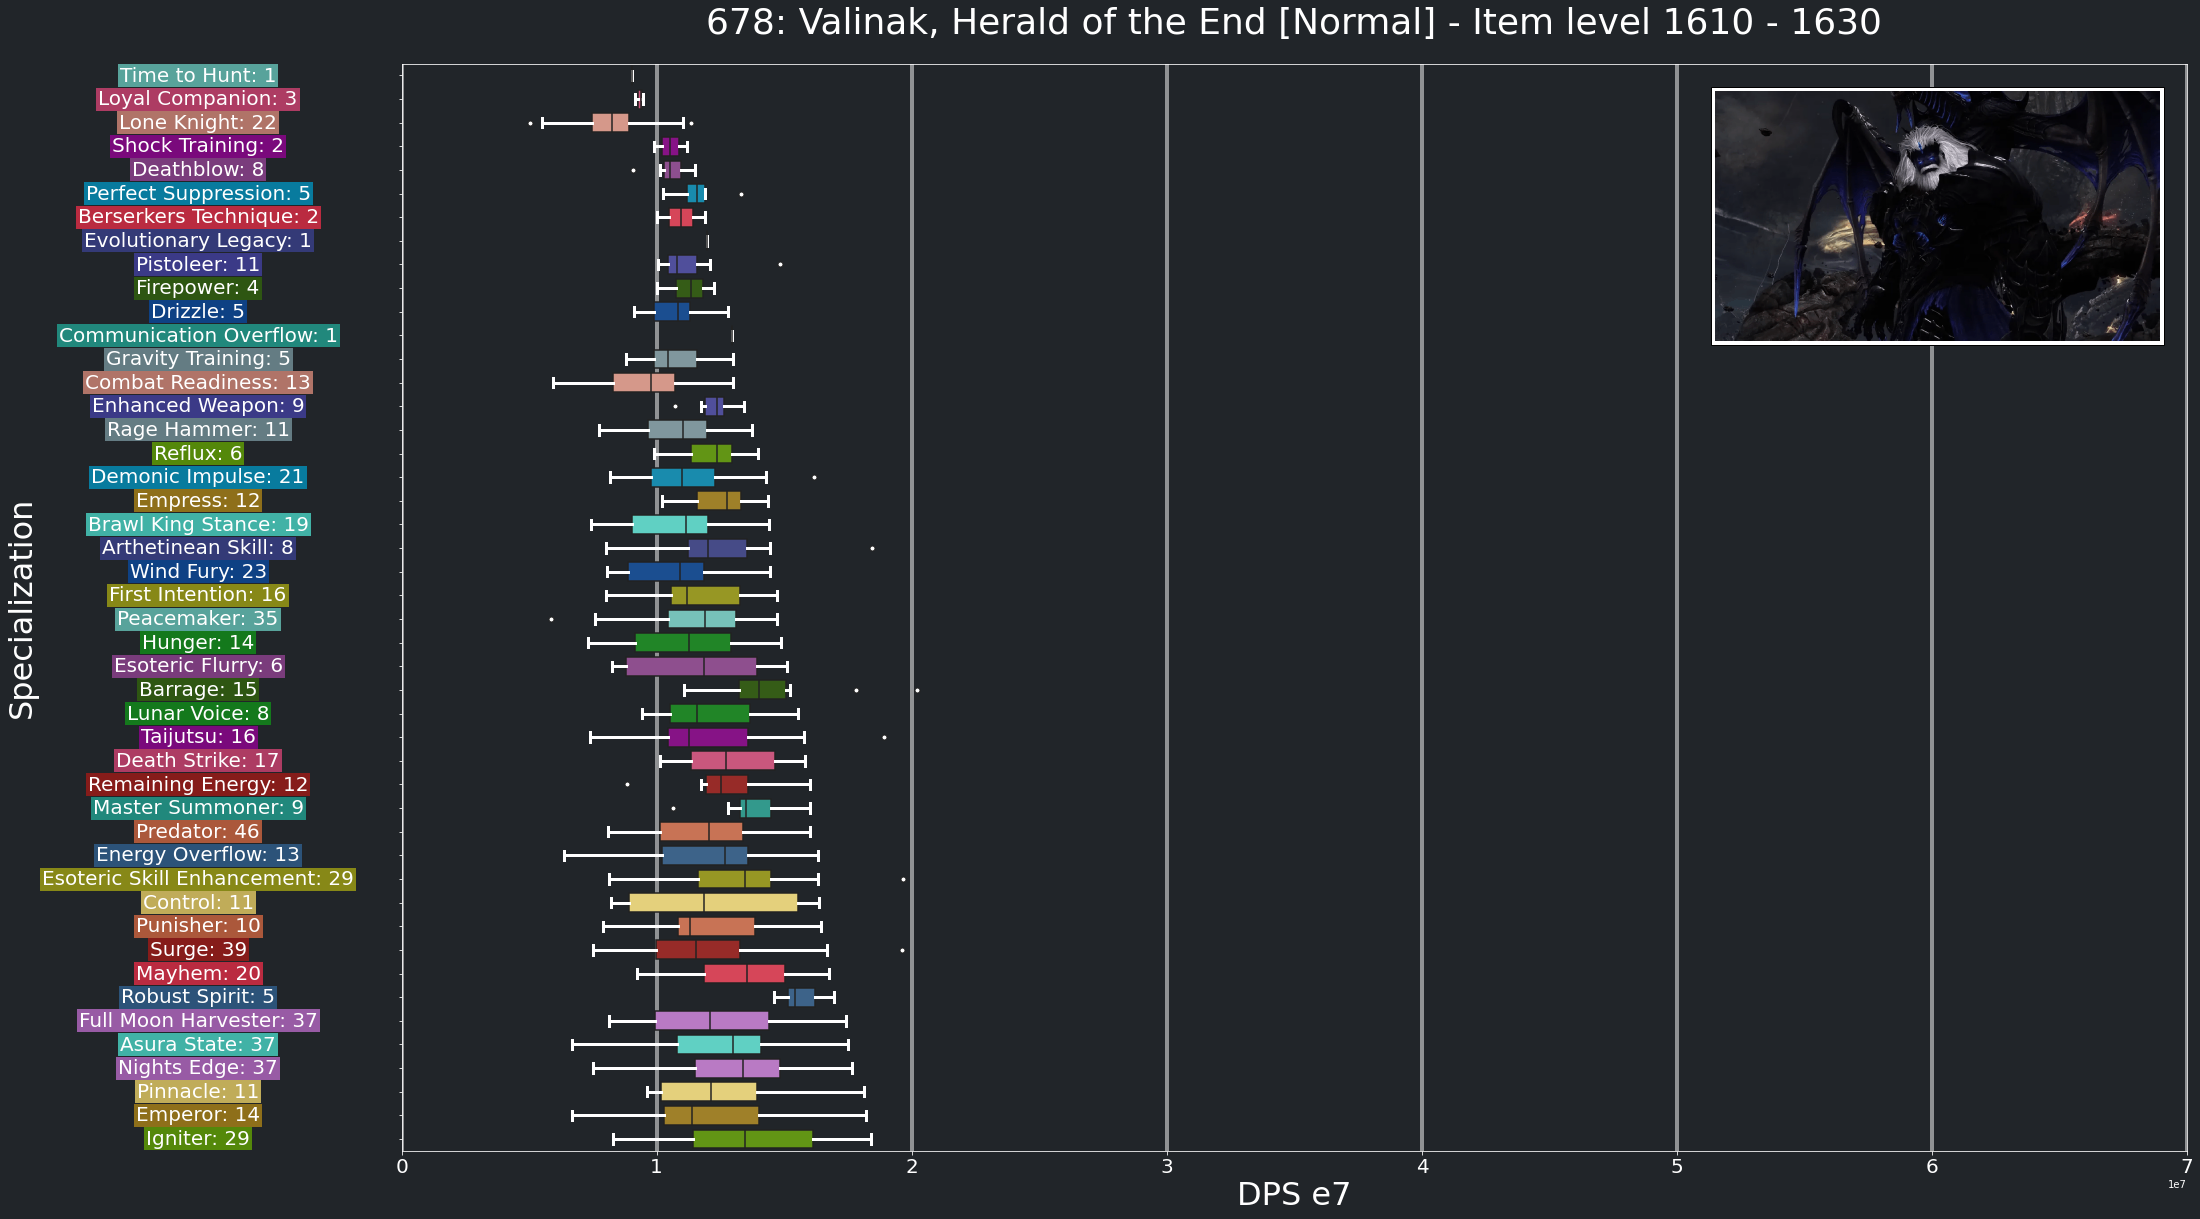 678: Valinak, Herald of the End [Normal] - Item level 1610 - 1630
Time to Hunt: 1
Loyal Companion: 3
Lone Knight: 22
Shock Training: 2
Deathblow: 8
Perfect Suppression: 5
Berserkers Technique: 2
Evolutionary Legacy: 1
Pistoleer: 11
Firepower: 4
Drizzle: 5
Communication Overflow: 1
Gravity Training: 5
Combat Readiness: 13
Enhanced Weapon: 9
Rage Hammer: 11
Reflux: 6
Demonic Impulse: 21
Empress: 12
Brawl King Stance: 19
Arthetinean Skill: 8
Wind Fury: 23
First Intention: 16
Peacemaker: 35
Hunger: 14
Esoteric Flurry: 6
Barrage: 15
Lunar Voice: 8
Taijutsu: 16
Death Strike: 17
Remaining Energy: 12
Master Summoner: 9
Predator: 46
Energy Overflow: 13
Esoteric Skill Enhancement: 29
Control: 11
Punisher: 10
Surge: 39
Mayhem: 20
Robust Spirit: 5
Full Moon Harvester: 37
Asura State: 37
Nights Edge: 37
Pinnacle: 11
Emperor: 14
Igniter: 29
Specialization
0 1 2 3 4 5 6 7
1e7
DPS e7